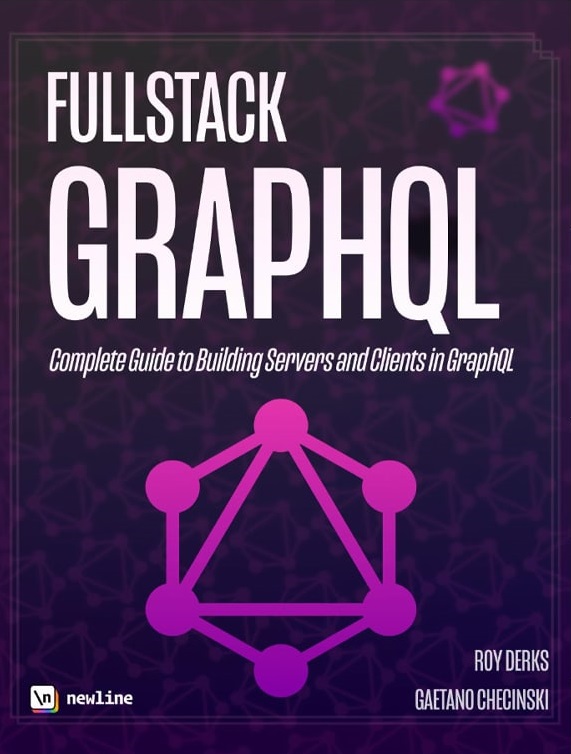 FULLSTACK
GRAPHQL
Complete Guide to Building Servers and Clients in GraphQL
ROY DERKS
GAETANO CHECINSKI
\n newline